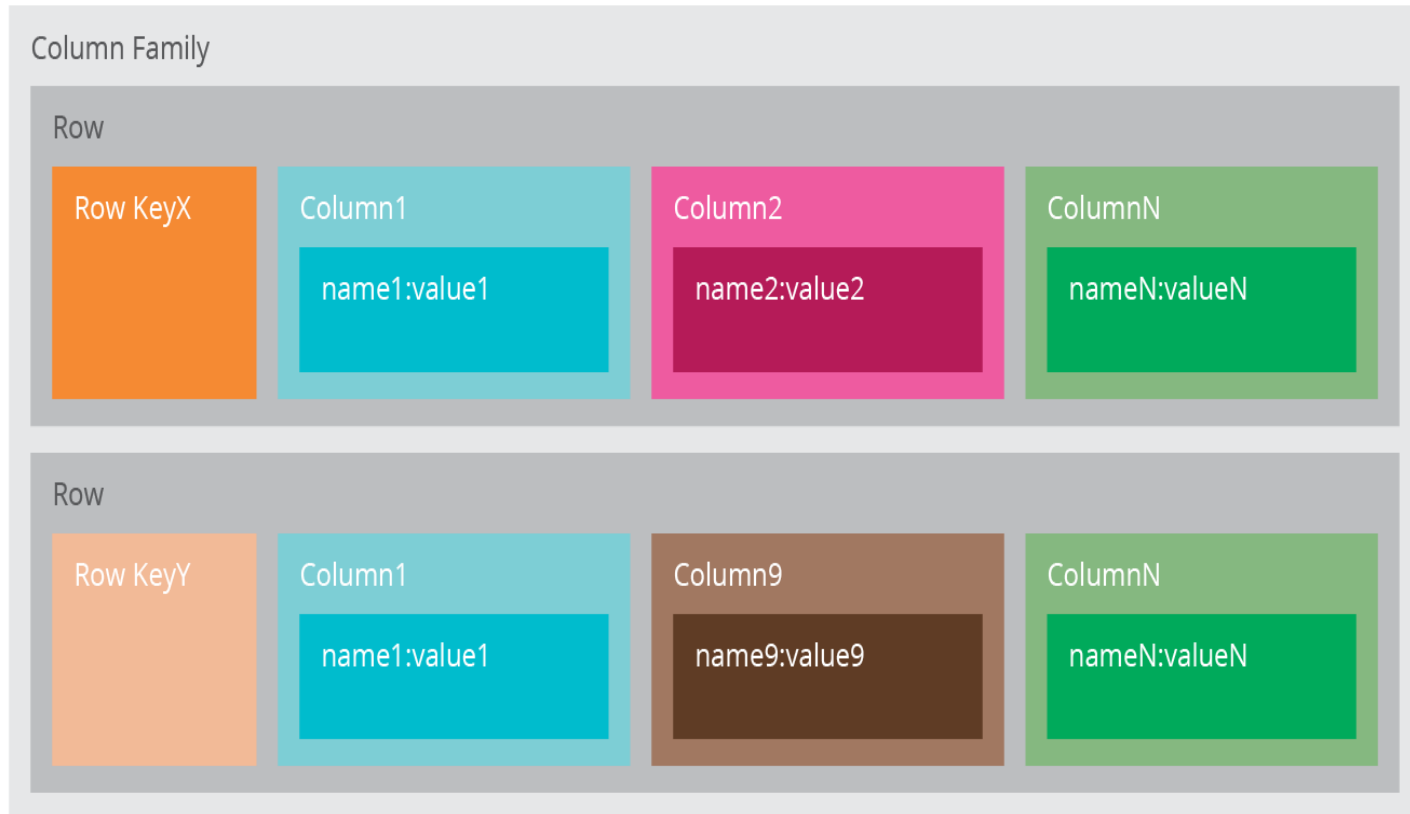 Column Family
Row
Row KeyX
Column1
name1:value1
Column2
name2:value2
ColumnN
nameN:valueN
Row
Row KeyY
Column1
name1:value1
Column9
name9:value9
ColumnN
nameN:valueN